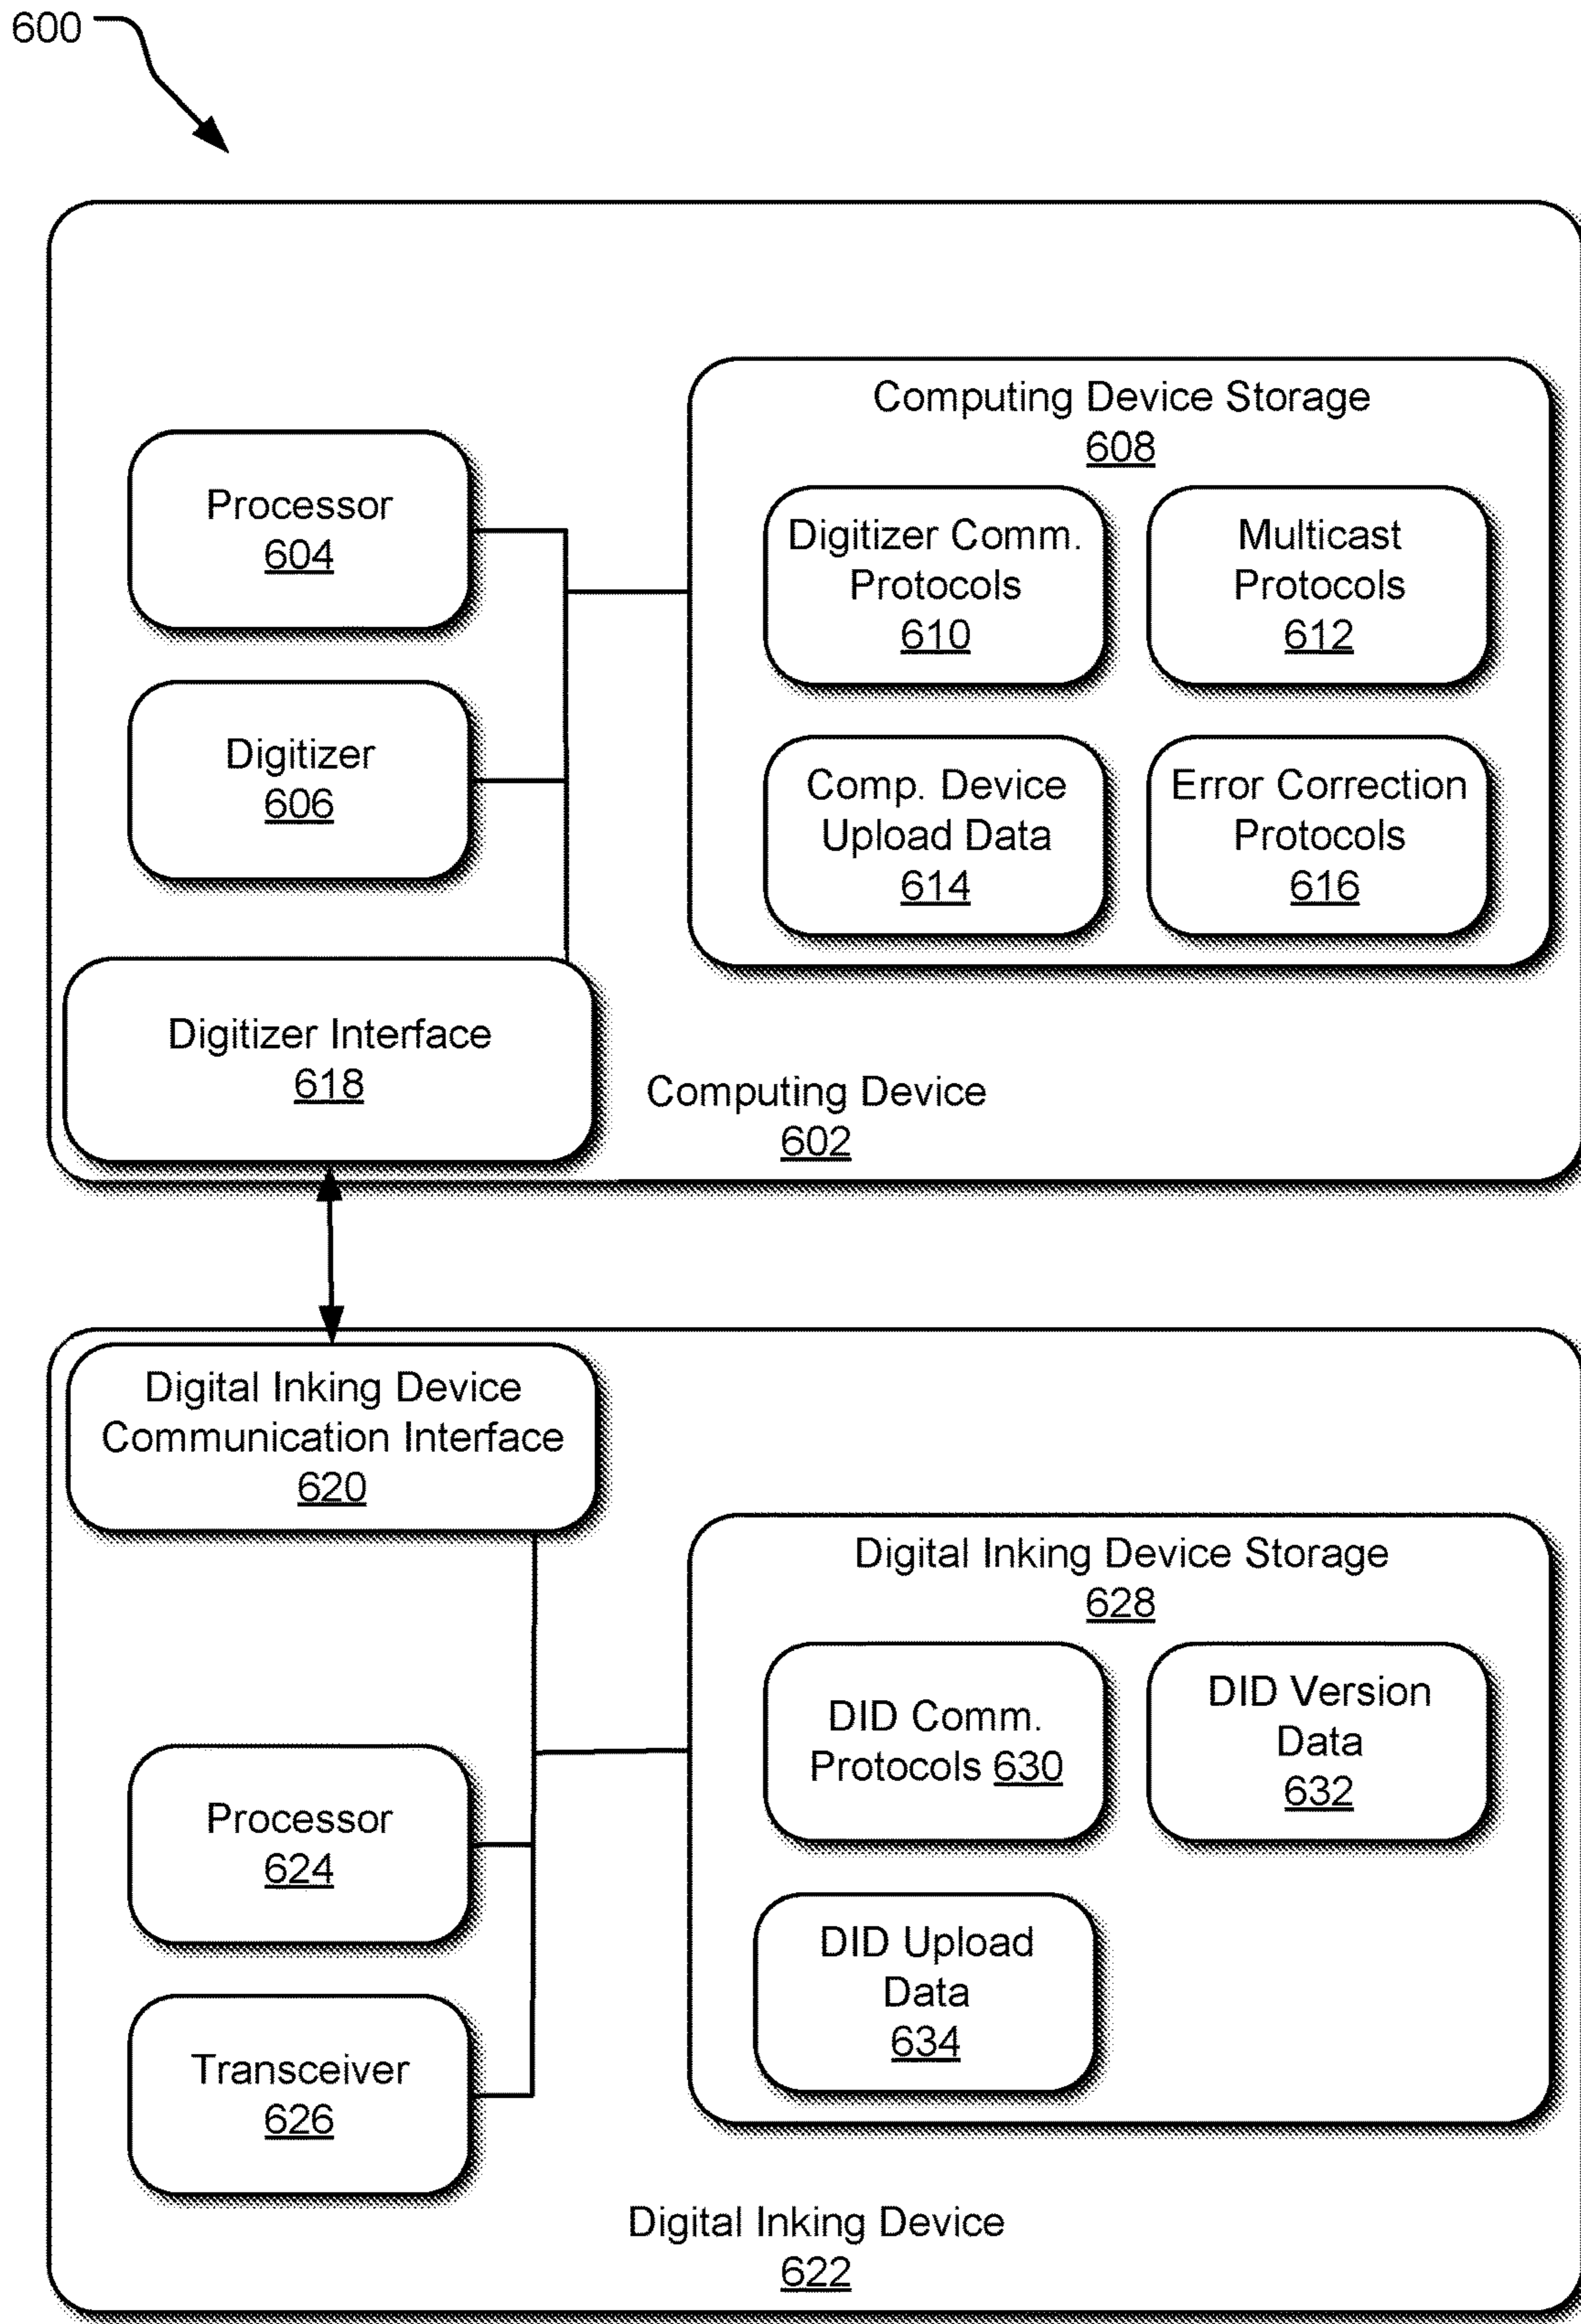 600
Computing Device Storage
608
Processor
604
Digitizer Comm.
Protocols
610
Multicast
Protocols
612
Digitizer
606
Comp. Device
Upload Data
614
Error Correction
Protocols
616
Digitizer Interface
618
Computing Device
602
Digital Inking Device
Communication Interface
620
Digital Inking Device Storage
628
DID Comm.
Protocols 630
DID Version
Data
632
Processor
624
DID Upload
Data
634
Transceiver
626
Digital Inking Device
622